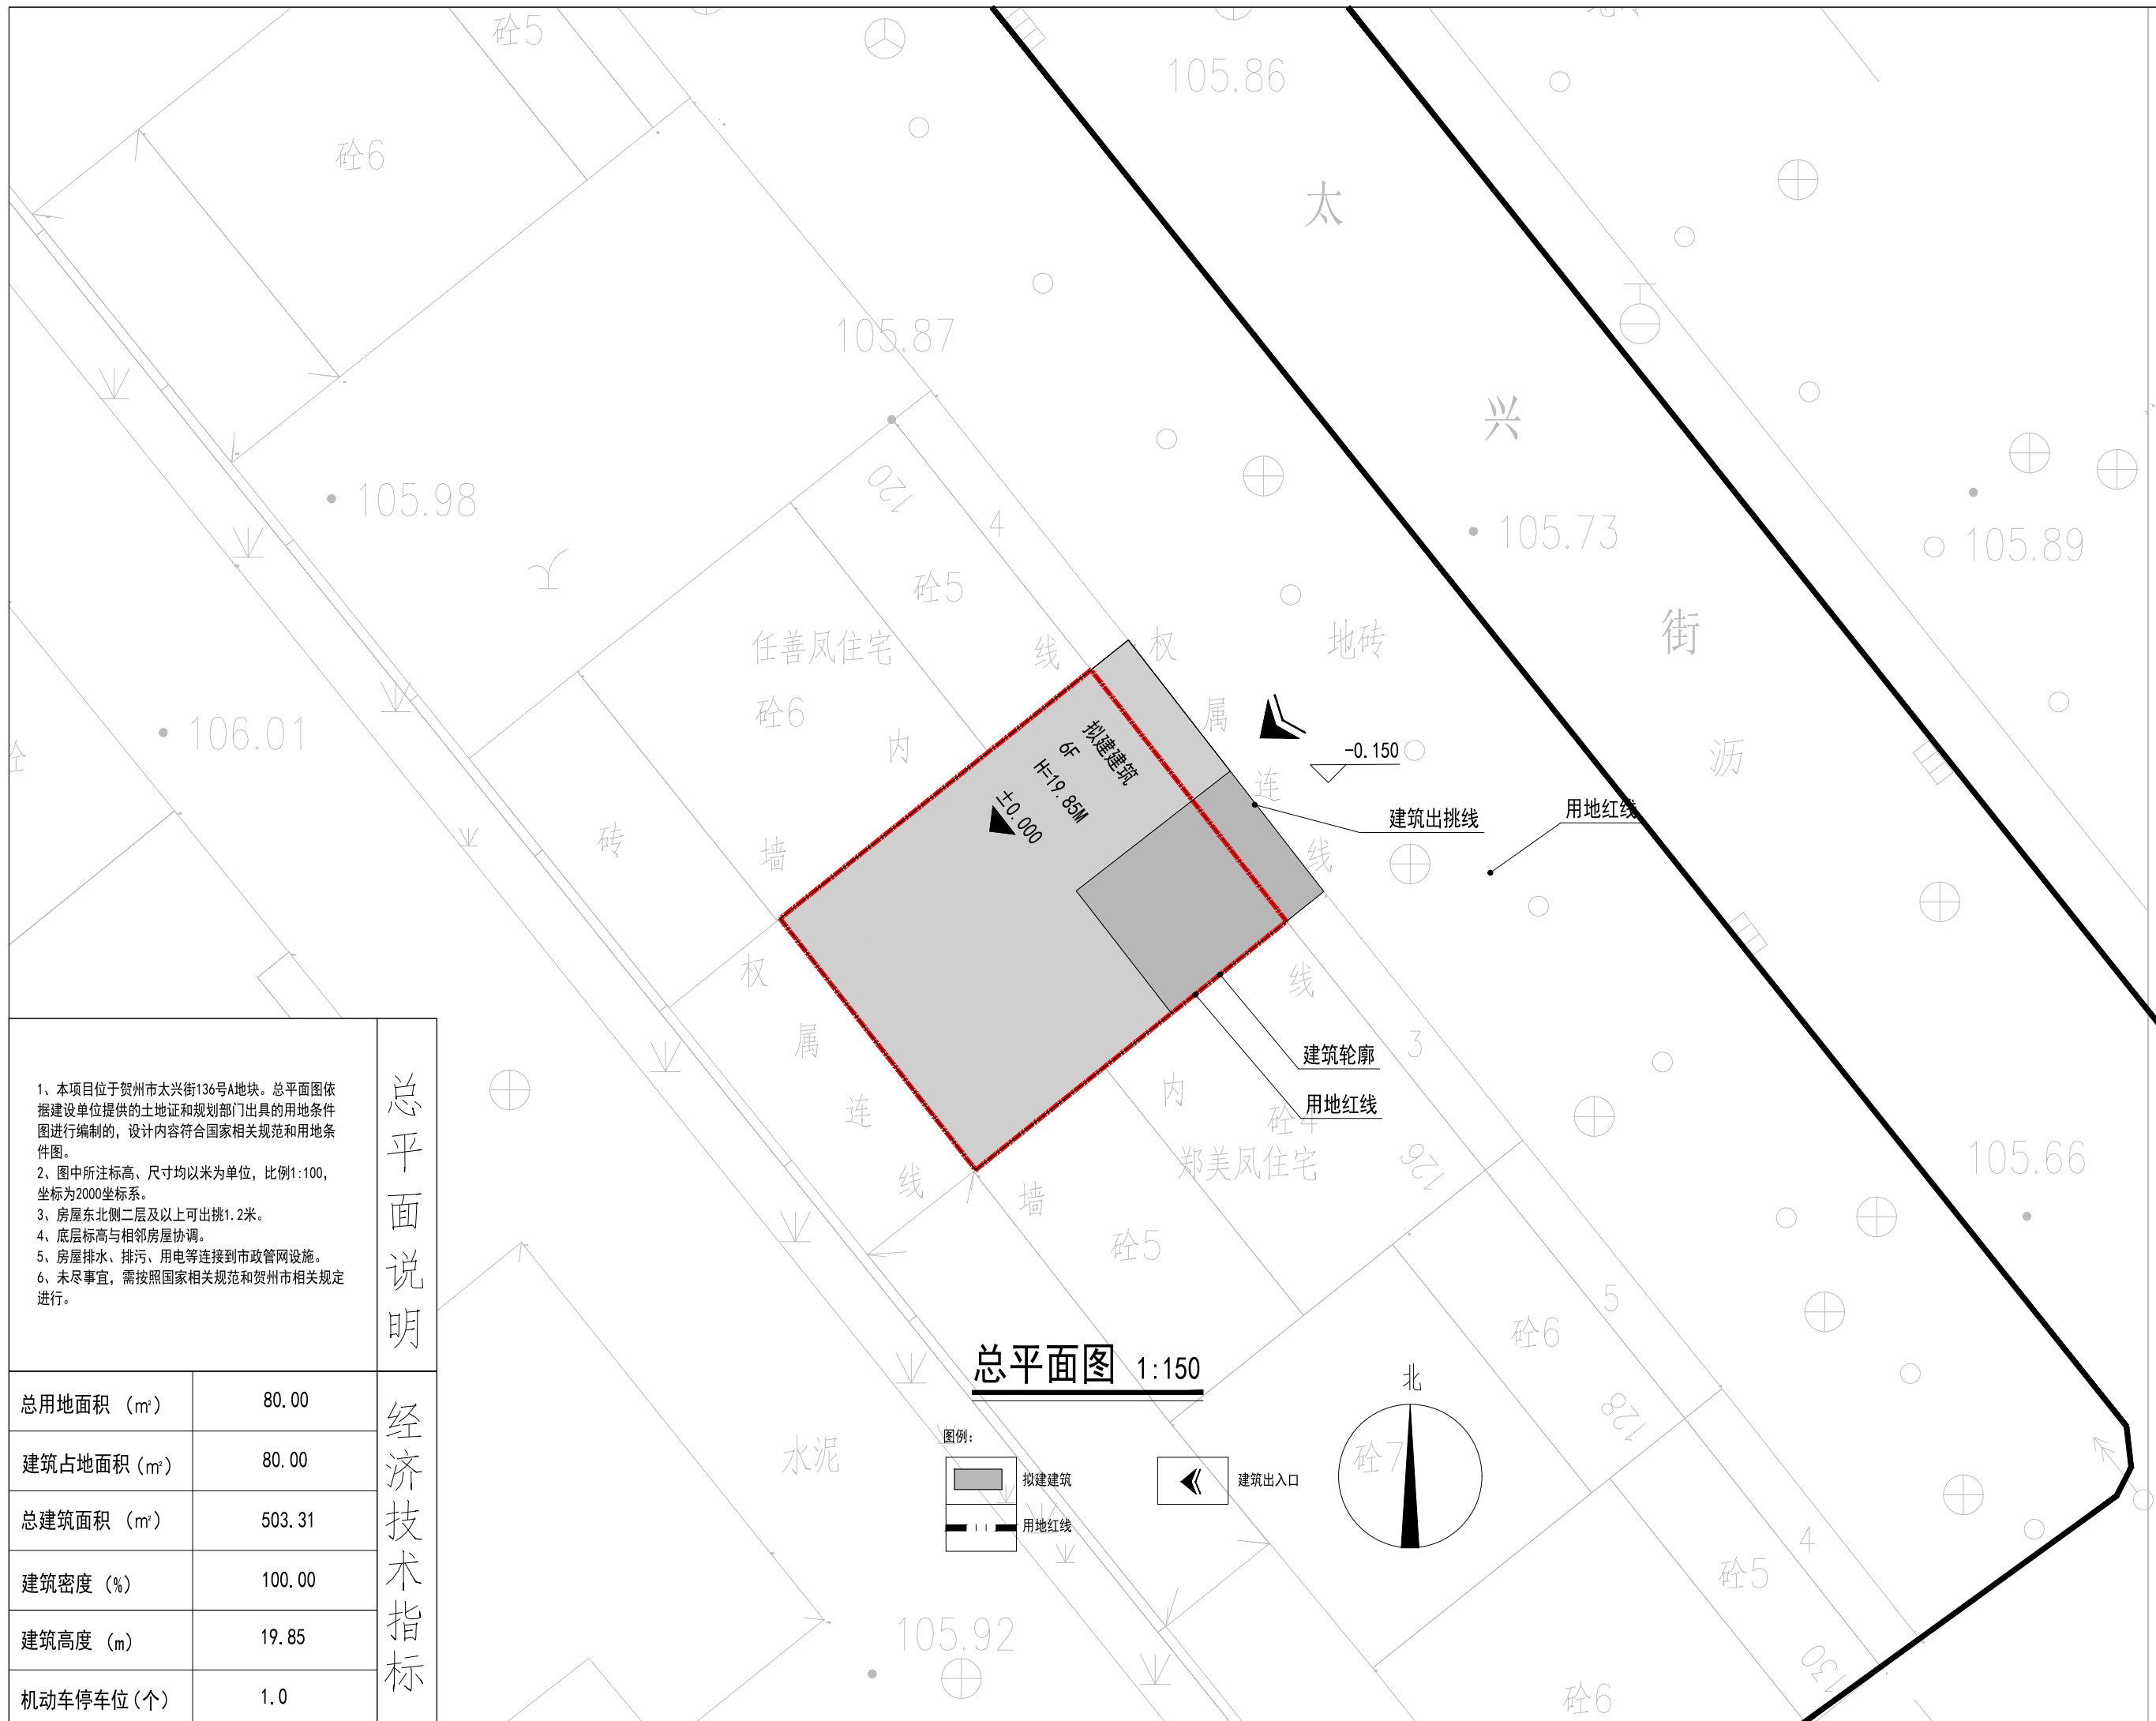 砼5
105.86
砼6
太
105.87
兴
120
4
105.98
105.73
105.89
砼5
街
任善凤住宅
线
权
地砖
砼6
属
106.01
内
拟建建筑
6F
H=19.85M
±0.000
-0.150
沥
连
砼
建筑出挑线
用地红线
砖
墙
线
权
线
属
3
建筑轮廓
内
用地红线
连
砼4
郑美凤住宅
126
105.66
线
墙
砼5
5
砼6
总平面说明
1、本项目位于贺州市太兴街136号A地块。总平面图依
据建设单位提供的土地证和规划部门出具的用地条件
图进行编制的，设计内容符合国家相关规范和用地条
件图。
2、图中所注标高、尺寸均以米为单位，比例1:100，
坐标为2000坐标系。
3、房屋东北侧二层及以上可出挑1.2米。
4、底层标高与相邻房屋协调。
5、房屋排水、排污、用电等连接到市政管网设施。
6、未尽事宜，需按照国家相关规范和贺州市相关规定
进行。
总平面图 1:150
北
128
经济技术指标
总用地面积 （㎡） 80.00
建筑占地面积（㎡） 80.00
总建筑面积 （㎡） 503.31
建筑密度（%） 100.00
建筑高度 （m） 19.85
机动车停车位（个） 1.0
图例：
拟建建筑
建筑出入口
用地红线
水泥
砼7
4
砼5
105.92
130
砼6